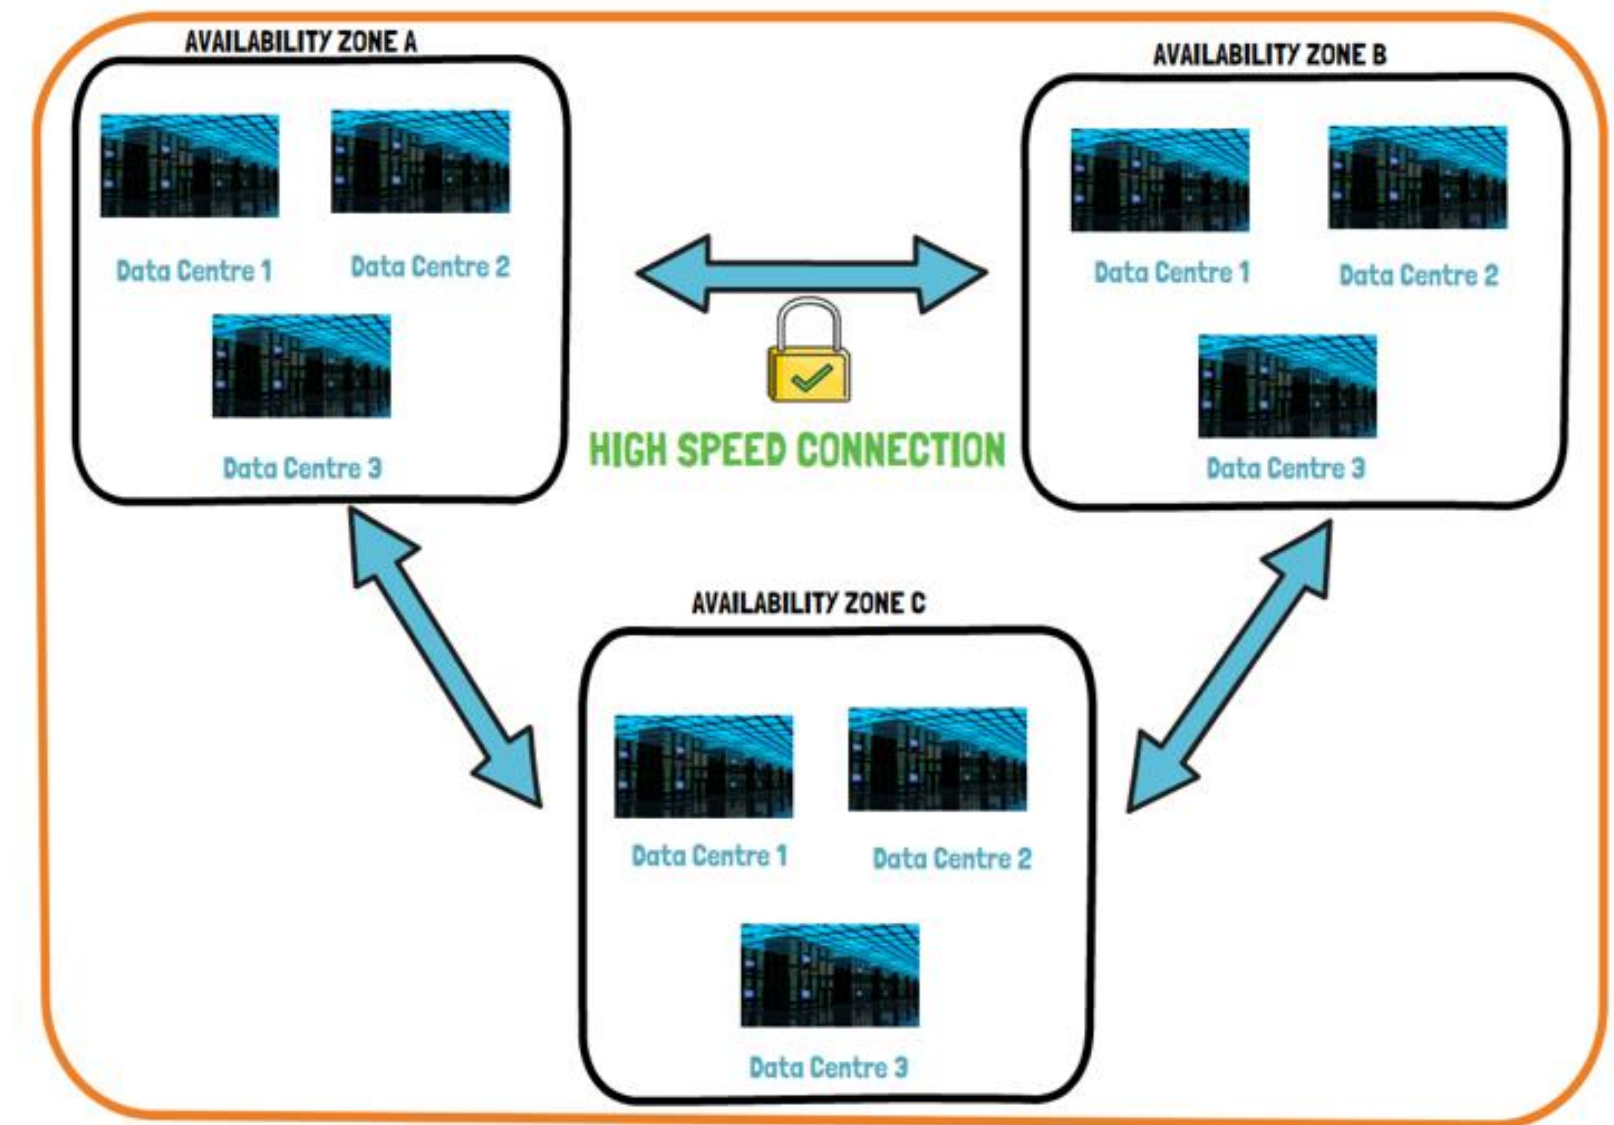 AVAILABILITY ZONE A
Data Centre 1
Data Centre 2
Data Centre 3
HIGH SPEED CONNECTION
AVAILABILITY ZONE B
Data Centre 1
Data Centre 2
Data Centre 3
AVAILABILITY ZONE C
Data Centre 1
Data Centre 2
Data Centre 3